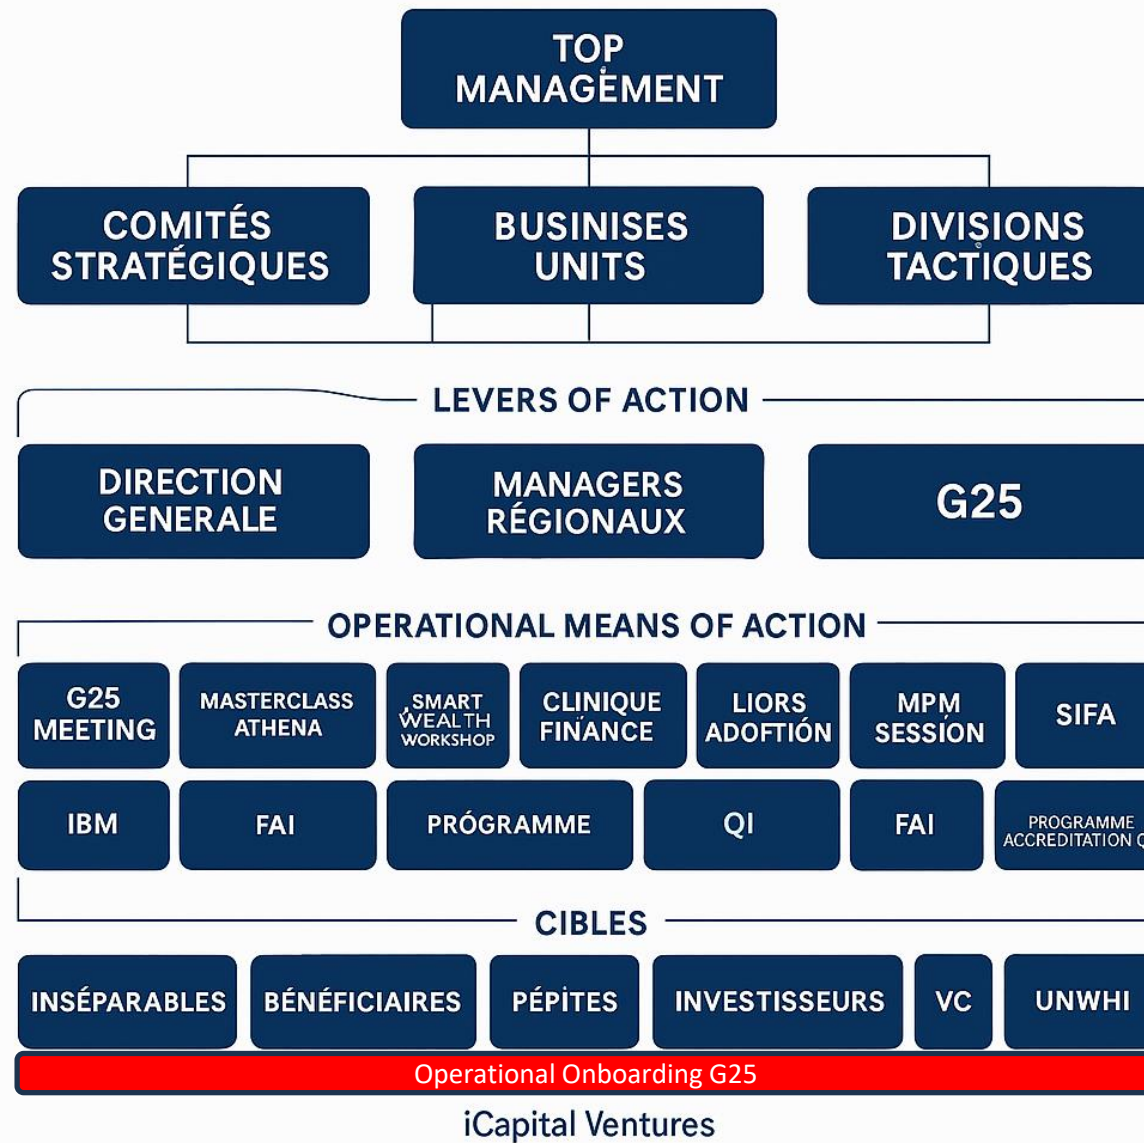 TOP
MANAGEMENT
COMITÉS
STRATÉGIQUES
BUSINISES
UNITS
DIVISIONS
TACTIQUES
LEVERS OF ACTION
DIRECTION
GENERALE
MANAGERS
RÉGIONAUX
G25
OPERATIONAL MEANS OF ACTION
G25
MEETING
MASTERCLASS
ATHENA
SMART
WEALTH
WORKSHOP
CLINIQUE
FINANCE
LIORS
ADOFTIÓN
MPM
SESSION
SIFA
IBM
FAI
PRÓGRAMME
QI
FAI
PROGRAMME
ACCREDITATION
CIBLES
INSÉPARABLES
BÉNÉFICIAIRES
PÉPITES
INVESTISSEURS
VC
UNWHI
Operational Onboarding G25
iCapital Ventures